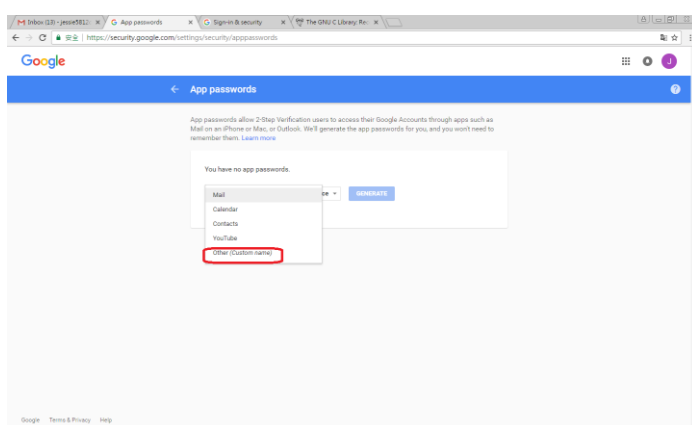 Inbox (13) - jessie5812
App passwords
Sign-in & security
The GNU C Library: Re
安全 https://security.google.com/settings/security/apppasswords
Google
J
App passwords
App passwords allow 2-Step Verification users to access their Google Accounts through apps such as
Mail on an iPhone or Mac, or Outlook. We'll generate the app passwords for you, and you won't need to
remember them. Learn more
You have no app passwords.
Mail
ce
GENERATE
Calendar
Contacts
YouTube
Other (Custom name)
Google Terms & Privacy Help